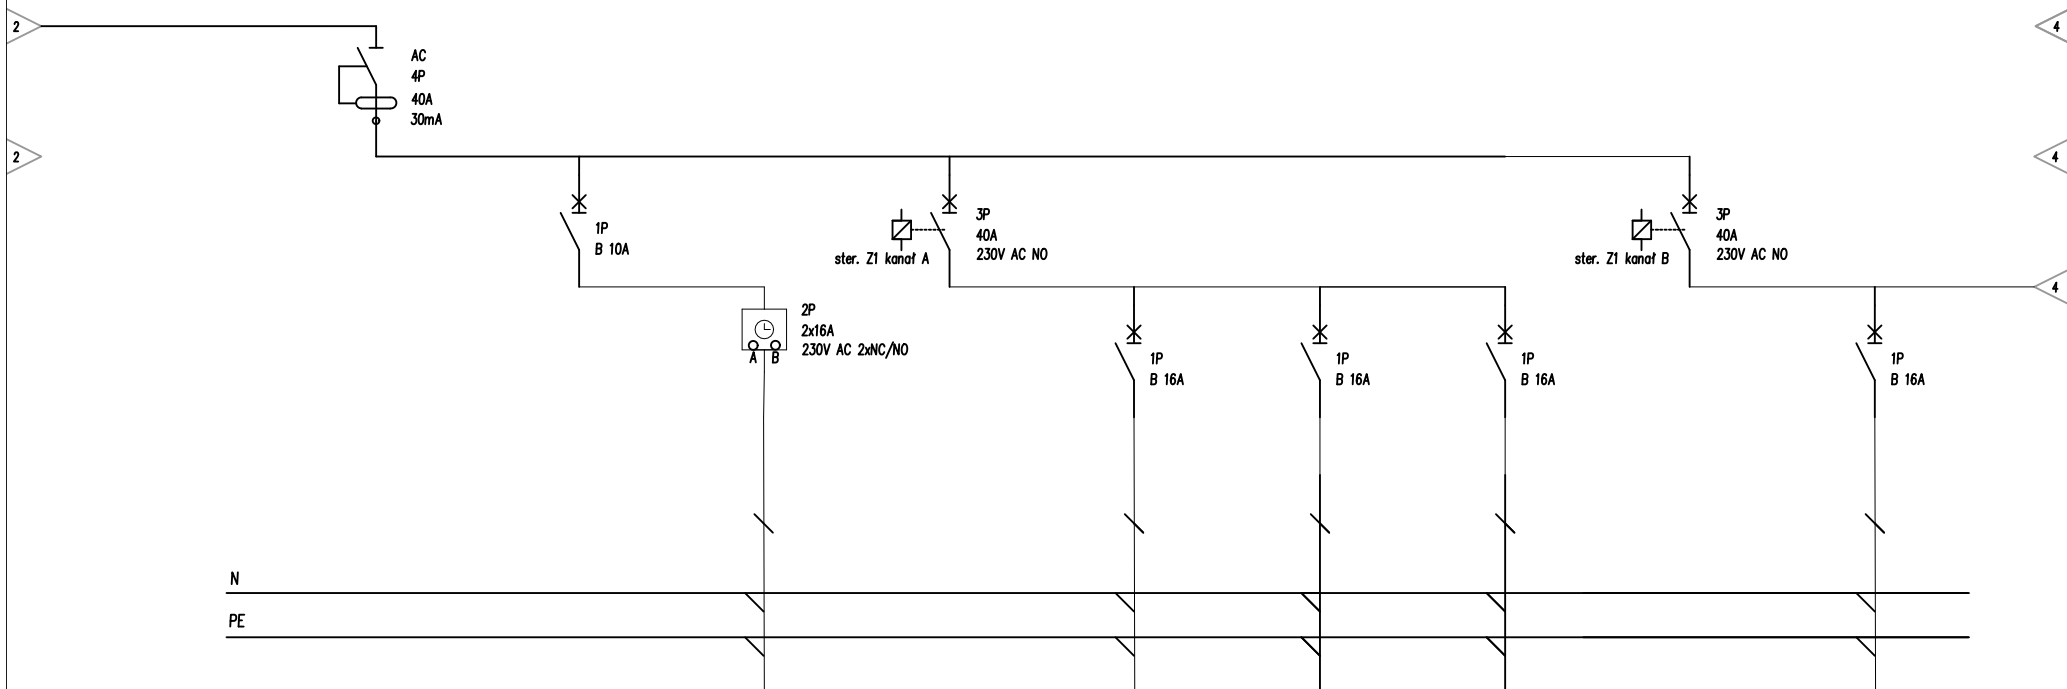 2
4
AC
4P
40A
30mA
2
4
1P
B 10A
3P
40A
230V AC NO
ster. Z1 kanał A
3P
40A
230V AC NO
ster. Z1 kanał B
4
2P
2x16A
230V AC 2xNC/NO
A B
1P
B 16A
1P
B 16A
1P
B 16A
1P
B 16A
N
PE